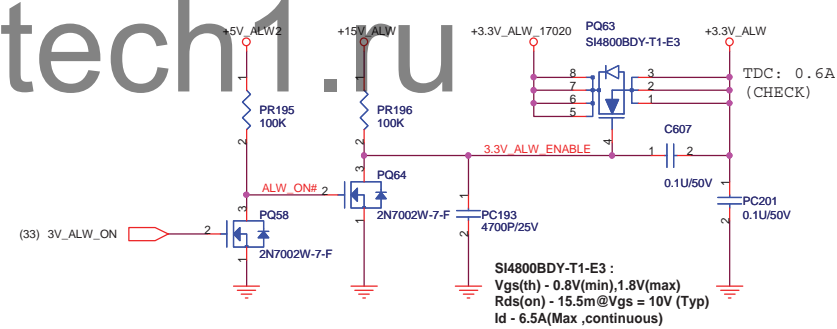 tech1.ru
+5V_ALW2
+15V_ALW
+3.3V_ALW_17020
PQ63
SI4800BDY-T1-E3
+3.3V_ALW
8
7
6
5
3
2
1
4
TDC: 0.6A
(CHECK)
1
PR195
100K
2
1
PR196
100K
2
3.3V_ALW_ENABLE
C607
1
2
0.1U/50V
ALW_ON#
2
3
PQ64
2N7002W-7-F
1
1
PC193
4700P/25V
2
1
PC201
0.1U/50V
2
(33) 3V_ALW_ON
2
3
PQ58
2N7002W-7-F
1
SI4800BDY-T1-E3 :
Vgs(th) - 0.8V(min),1.8V(max)
Rds(on) - 15.5m@Vgs = 10V (Typ)
Id - 6.5A(Max ,continuous)